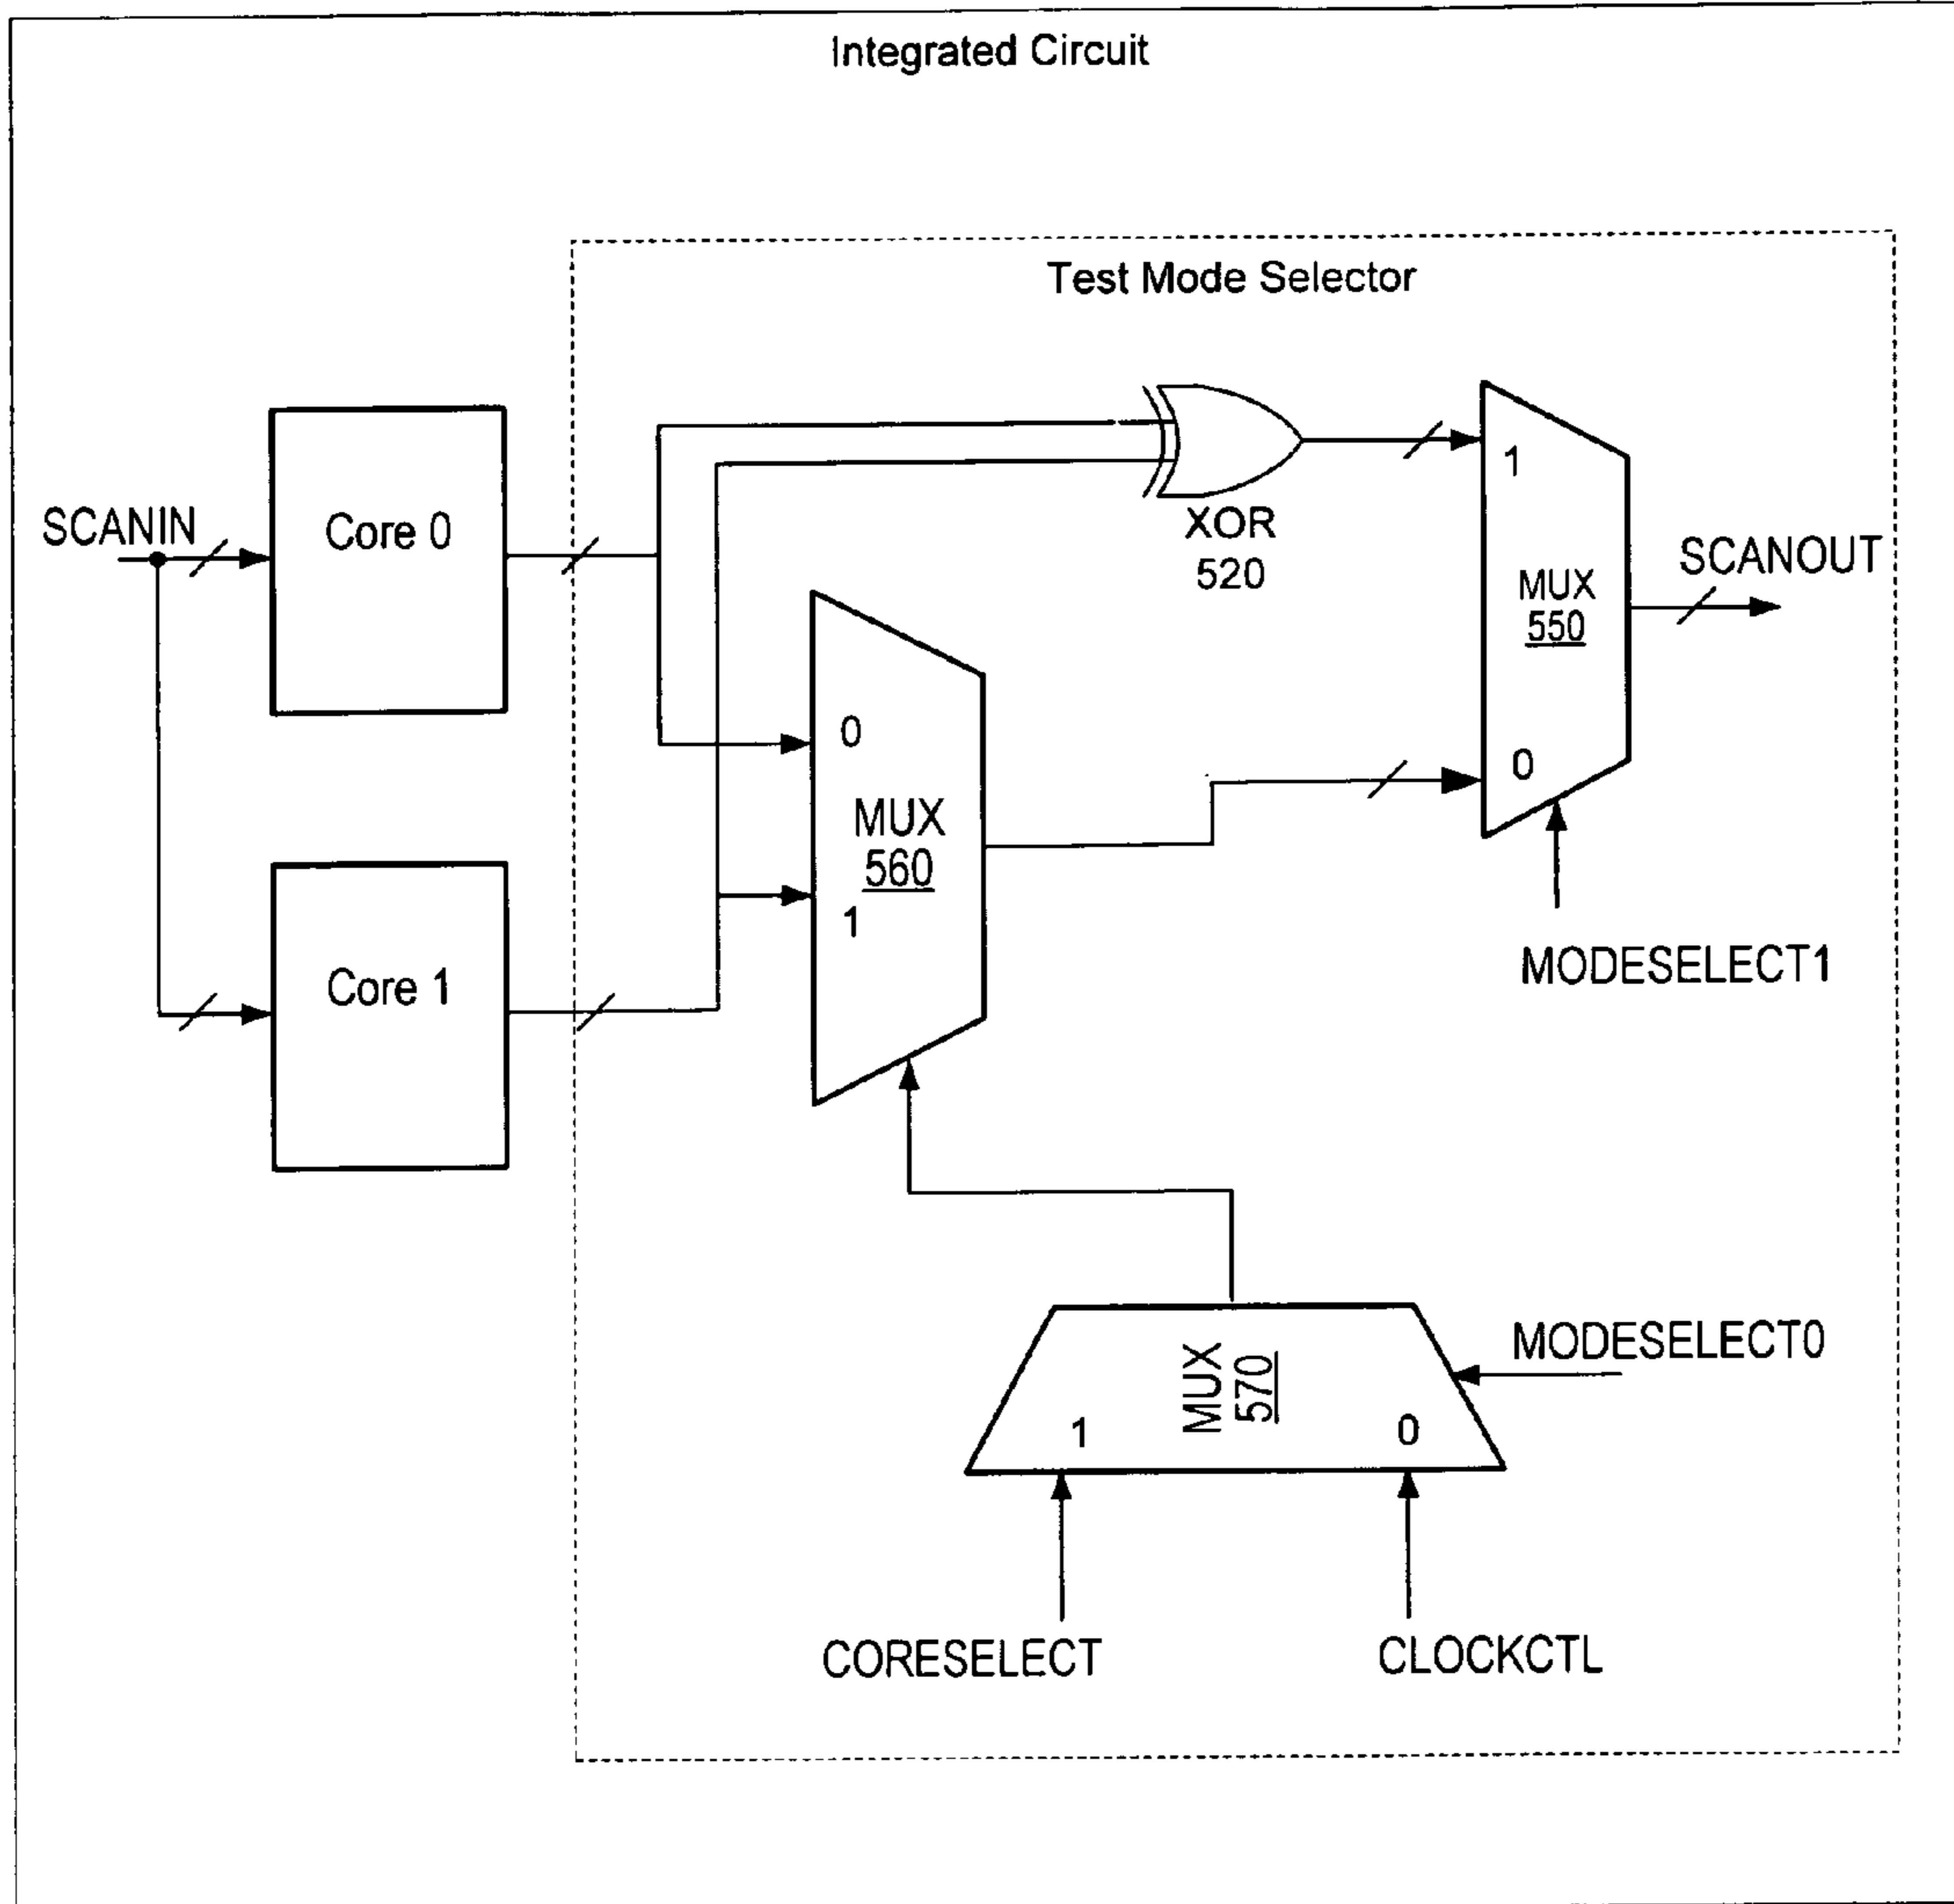 Integrated Circuit
Test Mode Selector
SCANIN
Core 0
XOR
520
1
MUX
550
0
SCANOUT
0
MUX
560
1
Core 1
MODESELECT1
MODESELECT0
MUX
570
1
0
CORESELECT
CLOCKCTL